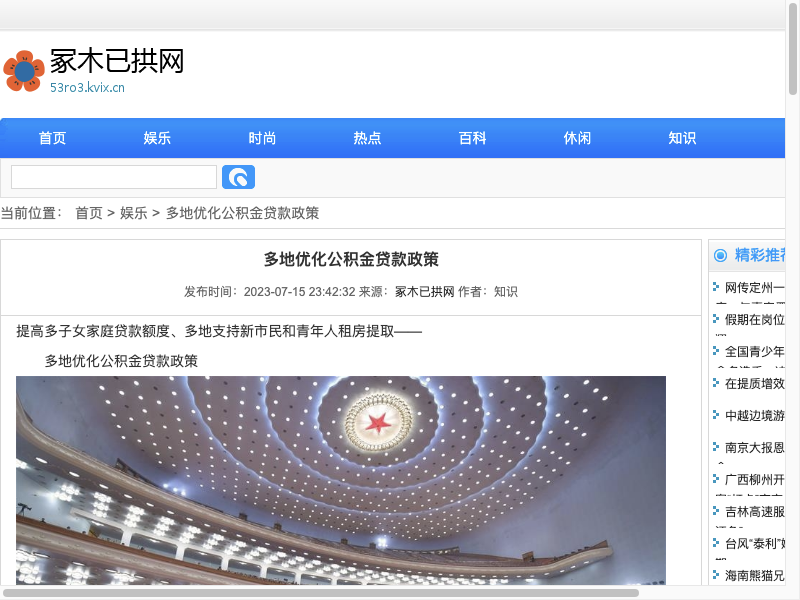 冢木已拱网
53ro3.kvix.cn
首页 娱乐 时尚 热点 百科 休闲 知识
当前位置： 首页 > 娱乐 > 多地优化公积金贷款政策
多地优化公积金贷款政策
发布时间：2023-07-15 23:42:32 来源：冢木已拱网 作者：知识
提高多子女家庭贷款额度、多地支持新市民和青年人租房提取——
多地优化公积金贷款政策
精彩推荐
网传定州一
假期在岗位
全国青少年
在提质增效
中越边境游
南京大报恩
广西柳州开
吉林高速服
台风“泰利”
海南熊猫兄